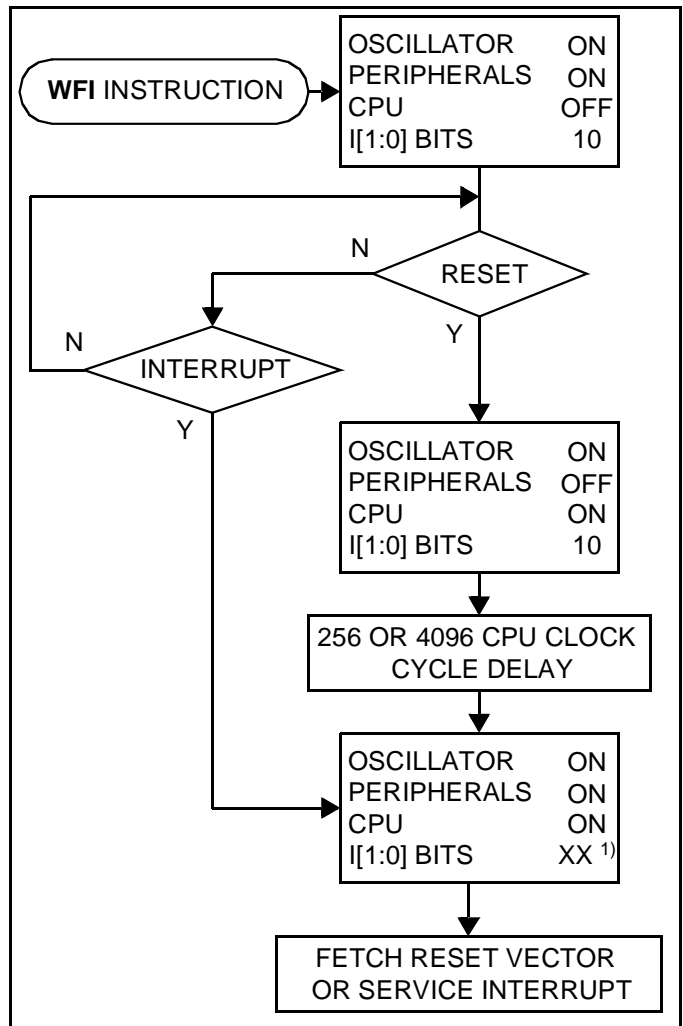 WFI INSTRUCTION
OSCILLATOR ON
PERIPHERALS ON
CPU OFF
I[1:0] BITS 10
N
RESET
Y
N
INTERRUPT
Y
OSCILLATOR ON
PERIPHERALS OFF
CPU ON
I[1:0] BITS 10
256 OR 4096 CPU CLOCK
CYCLE DELAY
OSCILLATOR ON
PERIPHERALS ON
CPU ON
I[1:0] BITS XX 1)
FETCH RESET VECTOR
OR SERVICE INTERRUPT